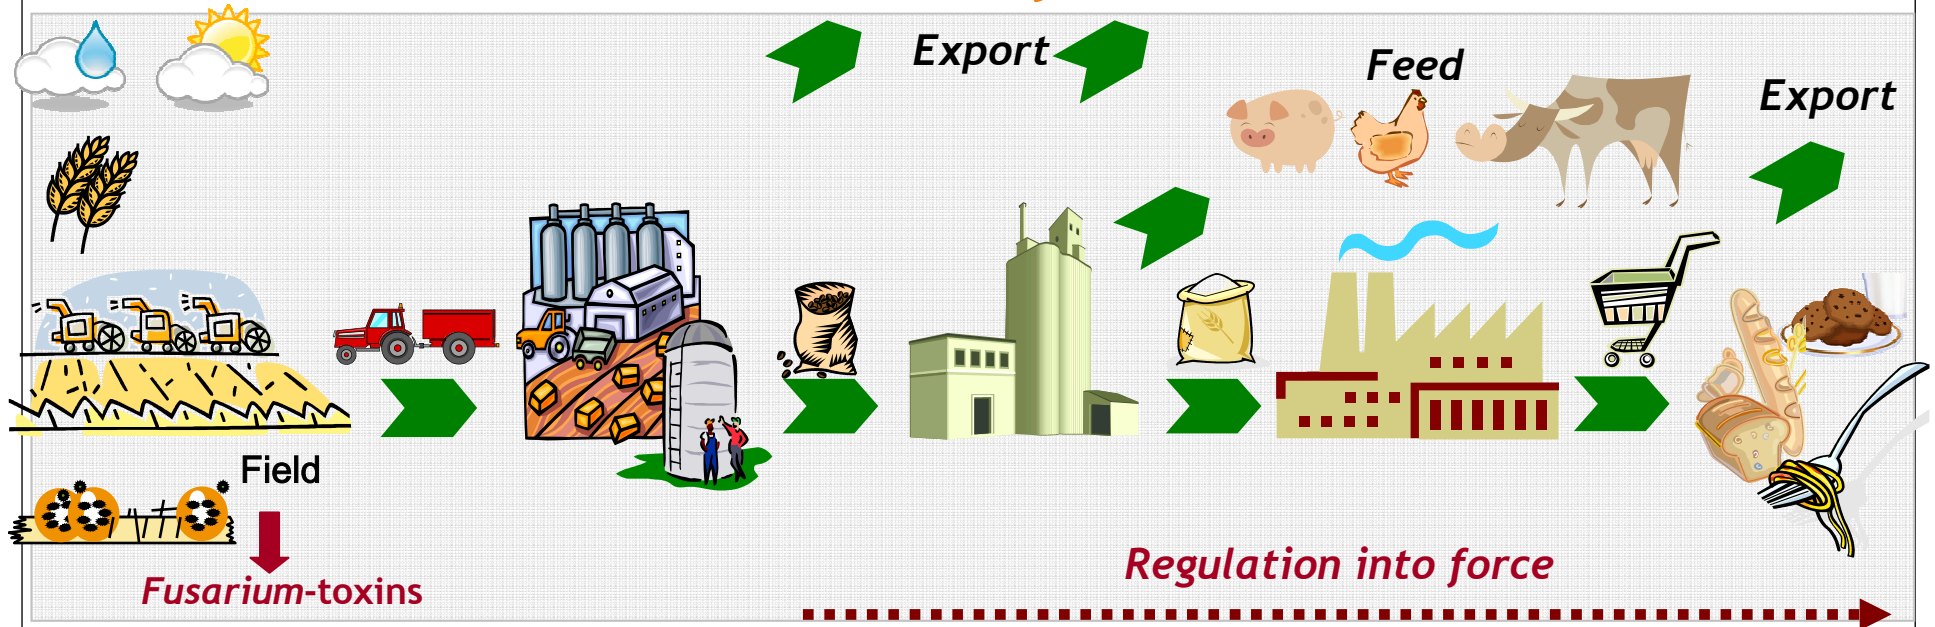 Export
Feed
Export
Field
Fusarium-toxins
Regulation into force